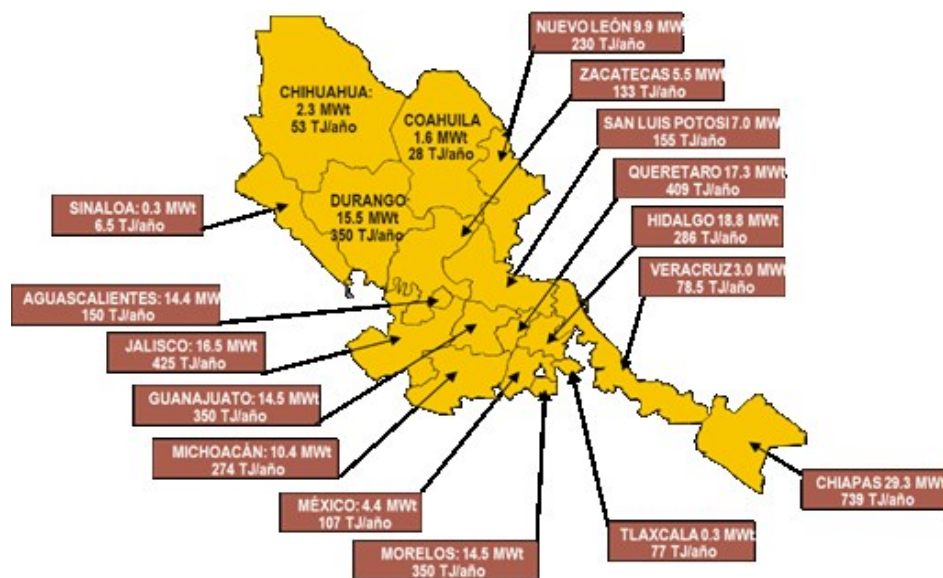 NUEVO LEÓN 9.9 MW
230 TJ/año
ZACATECAS 5.5 MWt
133 TJ/año
CHIHUAHUA:
2.3 MWt
53 TJ/año
COAHUILA
1.6 MWt
28 TJ/año
SAN LUIS POTOSI 7.0 MW
155 TJ/año
QUERETARO 17.3 MW
409 TJ/año
DURANGO
15.5 MWt
350 TJ/año
SINALOA: 0.3 MWt
6.5 TJ/año
HIDALGO 18.8 MWt
286 TJ/año
VERACRUZ 3.0 MWt
78.5 TJ/año
AGUASCALIENTES: 14.4 MW
150 TJ/año
JALISCO: 16.5 MWt
425 TJ/año
GUANAJUATO: 14.5 MWt
350 TJ/año
MICHOACÁN: 10.4 MWt
274 TJ/año
CHIAPAS 29.3 MWt
739 TJ/año
MÉXICO: 4.4 MWt
107 TJ/año
TLAXCALA 0.3 MWt
77 TJ/año
MORELOS: 14.5 MWt
350 TJ/año